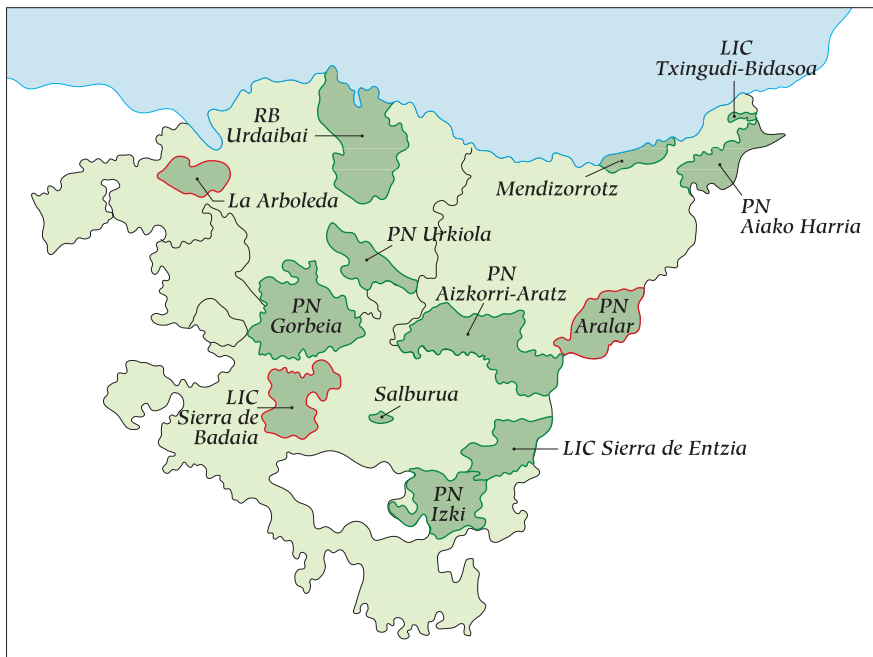 LIC
Txingudi-Bidasoa
RB
Urdaibai
Mendizorrotz
La Arboleda
PN
Aiako Harria
PN Urkiola
PN
Aizkorri-Aratz
PN
Gorbeia
PN
Aralar
LIC
Sierra de
Badaia
Salburua
LIC Sierra de Entzia
PN
Izki